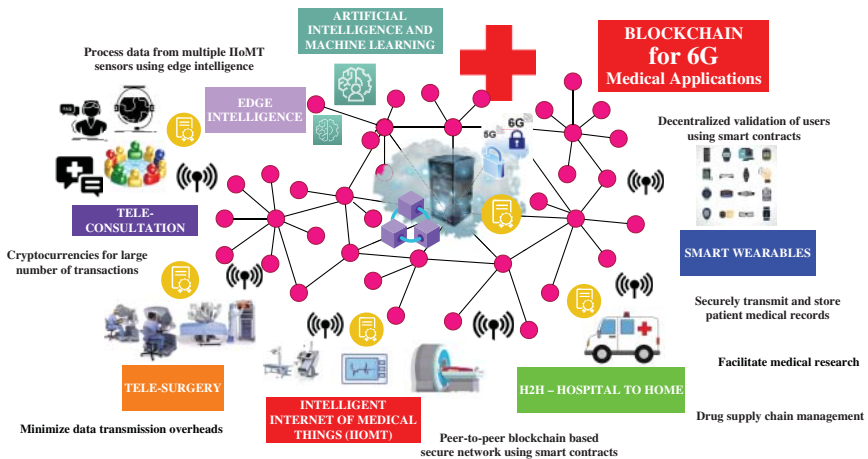 ARTIFICIAL
INTELLIGENCE AND
MACHINE LEARNING
BLOCKCHAIN
for 6G
Medical Applications
Process data from multiple IIoMT
sensors using edge intelligence
EDGE
INTELLIGENCE
5G
6G
Decentralized validation of users
using smart contracts
TELE-
CONSULTATION
Cryptocurrencies for large
number of transactions
SMART WEARABLES
Securely transmit and store
patient medical records
Facilitate medical research
TELE-SURGERY
INTELLIGENT
INTERNET OF MEDICAL
THINGS (IIOMT)
H2H – HOSPITAL TO HOME
Drug supply chain management
Minimize data transmission overheads
Peer-to-peer blockchain based
secure network using smart contracts